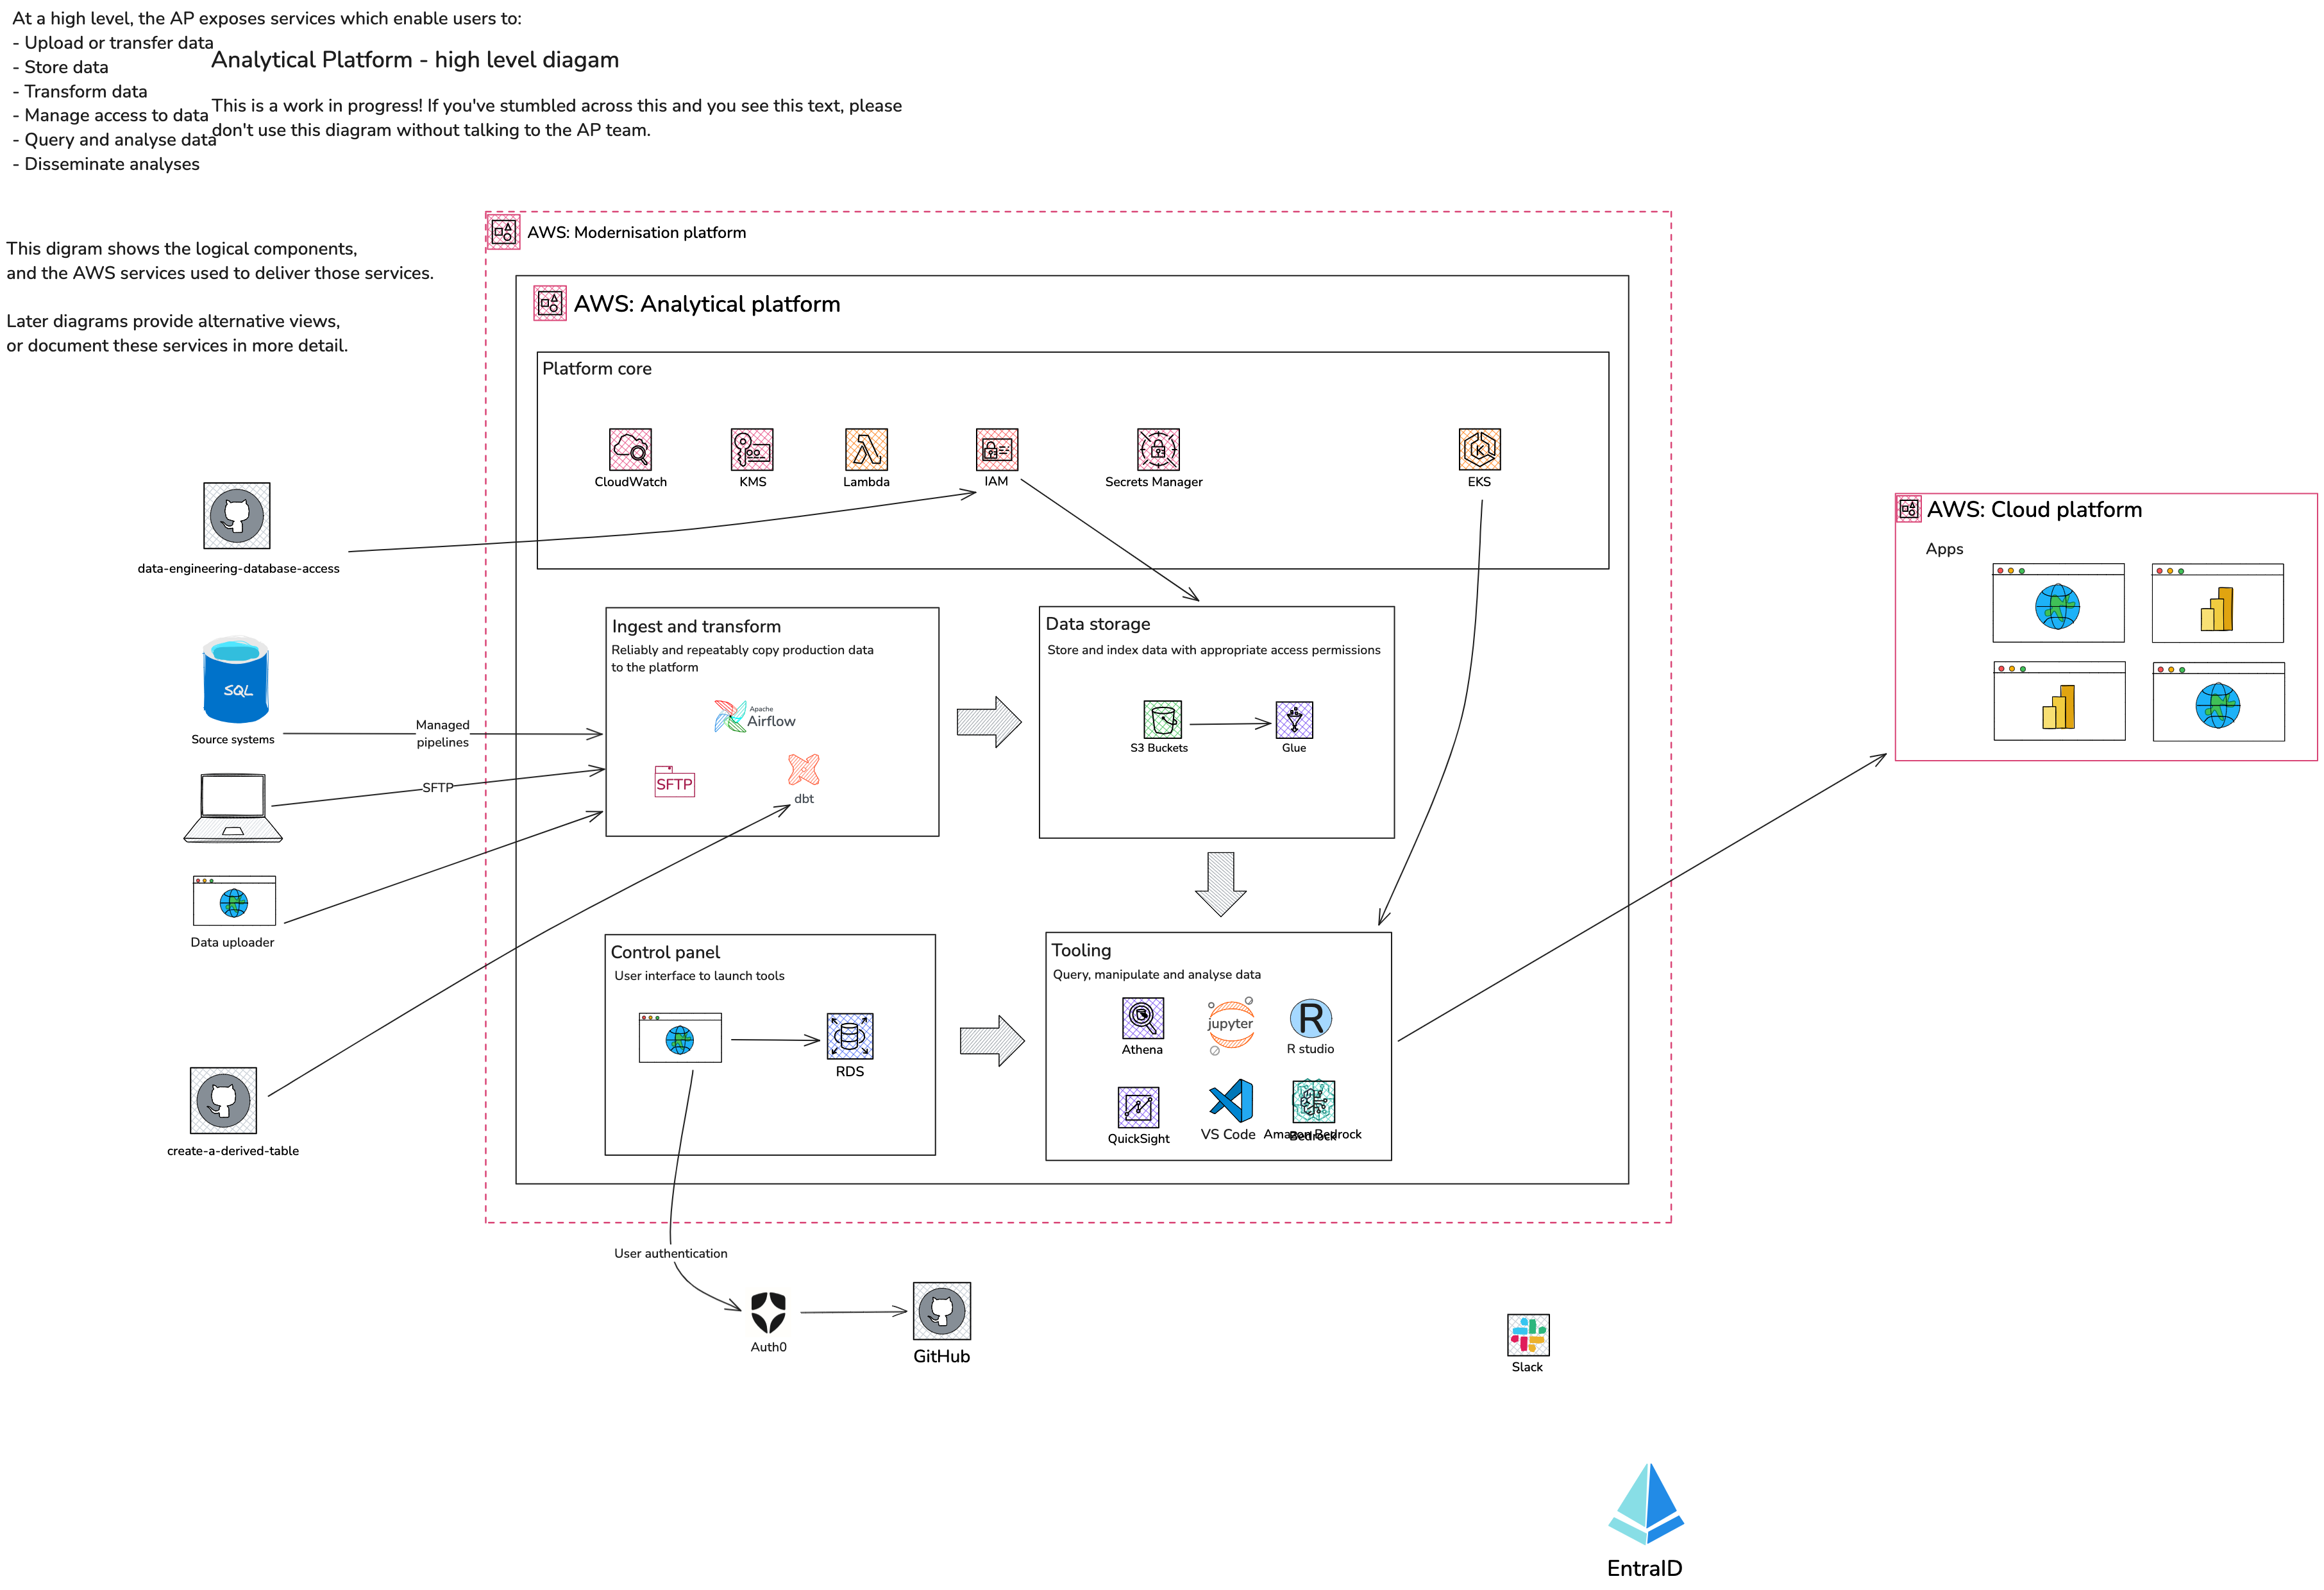 At a high level, the AP exposes services which enable users to:
- Upload or transfer data
- Store data
- Transform data
- Manage access to data
- Query and analyse data
- Disseminate analyses
Analytical Platform - high level diagam
This is a work in progress! If you've stumbled across this and you see this text, please
don't use this diagram without talking to the AP team.
This digram shows the logical components,
and the AWS services used to deliver those services.
Later diagrams provide alternative views,
or document these services in more detail.
AWS: Modernisation platform
AWS: Analytical platform
Platform core
CloudWatch
KMS
Lambda
IAM
Secrets Manager
EKS
data-engineering-database-access
SQL
Source systems
Managed
pipelines
SFTP
Data uploader
create-a-derived-table
Ingest and transform
Reliably and repeatably copy production data
to the platform
Apache
Airflow
SFTP
dbt
Data storage
Store and index data with appropriate access permissions
S3 Buckets
Glue
Control panel
User interface to launch tools
RDS
Tooling
Query, manipulate and analyse data
Athena
jupyter
R
R studio
QuickSight
VS Code
Amazon Bedrock
Bedrock
AWS: Cloud platform
Apps
User authentication
Auth0
GitHub
Slack
EntraID